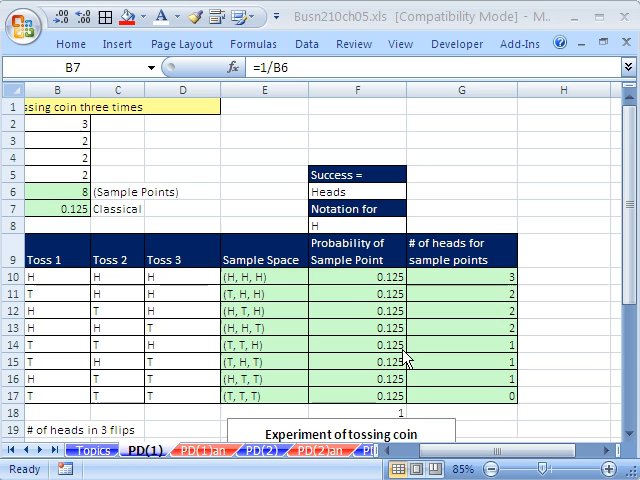 Busn210ch05.xls [Compatibility Mode] - M...
Home Insert Page Layout Formulas Data Review View Developer Add-Ins
B7 fx =1/B6
B C D E F G H
1 ssing coin three times
2 3
3 2
4 2
5 2 Success =
6 8 (Sample Points) Heads
7 0.125 Classical Notation for
8 H
9 Toss 1 Toss 2 Toss 3 Sample Space Probability of Sample Point # of heads for sample points
10 H H H (H, H, H) 0.125 3
11 T H H (T, H, H) 0.125 2
12 H T H (H, T, H) 0.125 2
13 H H T (H, H, T) 0.125 2
14 T T H (T, T, H) 0.125 1
15 T H T (T, H, T) 0.125 1
16 H T T (H, T, T) 0.125 1
17 T T T (T, T, T) 0.125 0
18 1
19 # of heads in 3 flips Experiment of tossing coin
Topics PD(1) PD(1)an PD(2) PD(2)an
Ready 85%